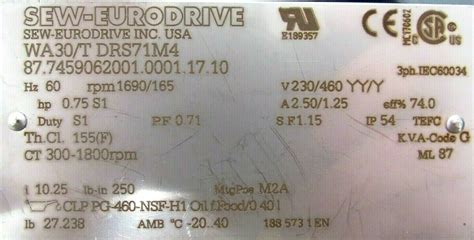 SEW-EURODRIVE
SEW-EURODRIVE INC. USA
WA30/T DRS71M4
87.7459062001.0001.17.10
E189357
MC1F0602
3ph.IEC60034
Hz 60 rpm 1690/165 V 230/460 YY/Y
hp 0.75 S1 A 2.50/1.25 eff% 74.0
Duty S1 P.F 0.71 S F 1.15 IP 54 TEFC
Th.Cl. 155(F) K.V.A-Code G
CT 300-1800rpm ML 87
i 10.25 lb-in 250 MtgPos M2A
CLP PG-460-NSF-H1 Oil f.Food/0.40 l
lb 27.238 AMB °C -20..40 188 573 1 EN